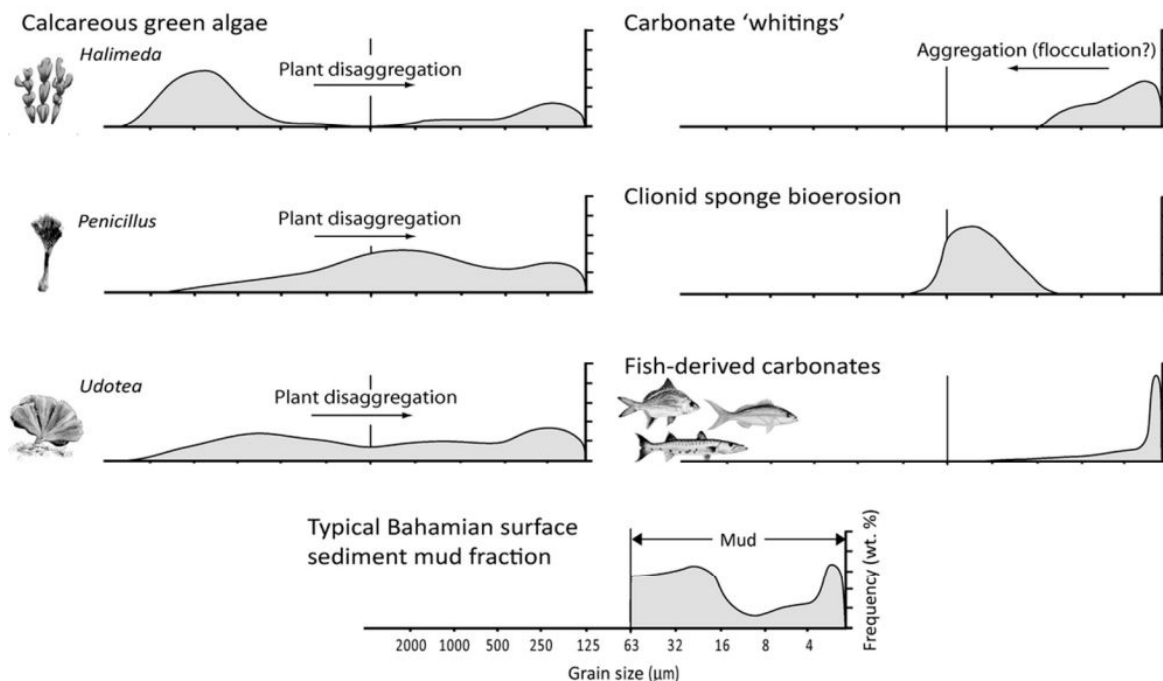 Calcareous green algae
Halimeda
Plant disaggregation
Penicillus
Plant disaggregation
Udotea
Plant disaggregation
Carbonate ‘whitings’
Aggregation (flocculation?)
Clionid sponge bioerosion
Fish-derived carbonates
Typical Bahamian surface
sediment mud fraction
Mud
Frequency (wt. %)
2000 1000 500 250 125 63 32 16 8 4
Grain size (μm)